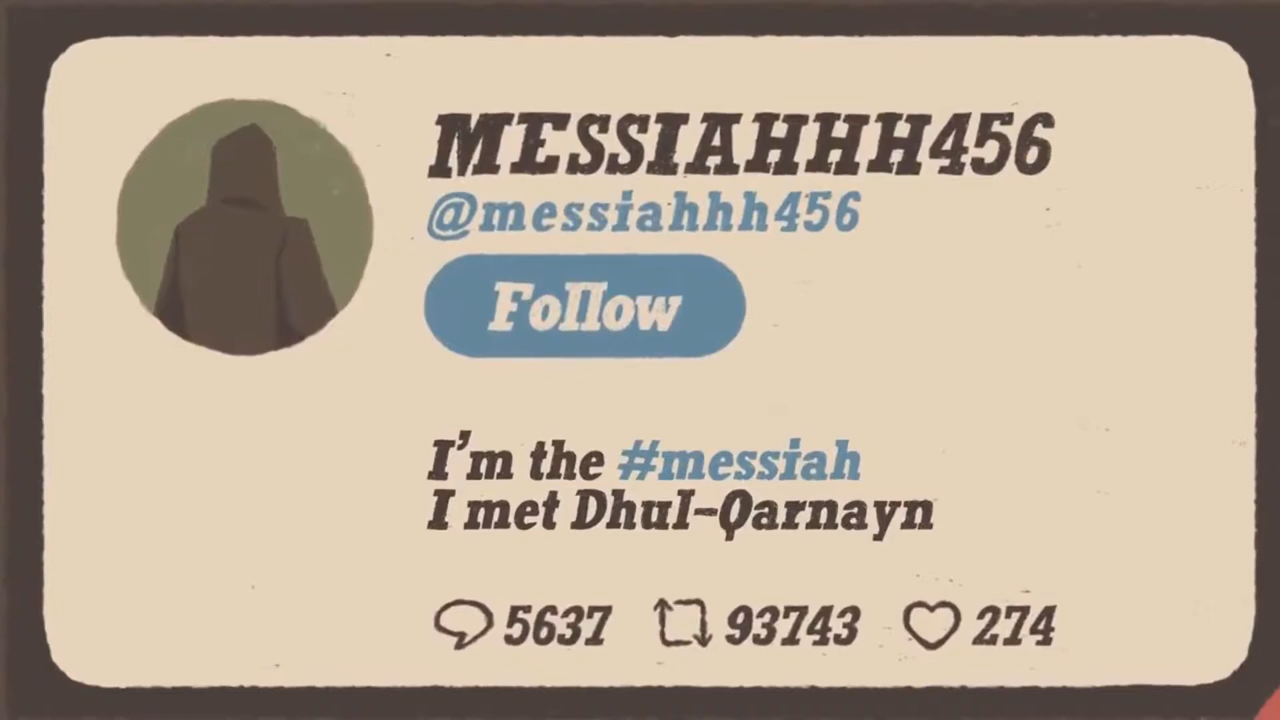 MESSIAHHH456
@messiahhh456
Follow
I'm the #messiah
I met Dhul-Qarnayn
5637 93743 274